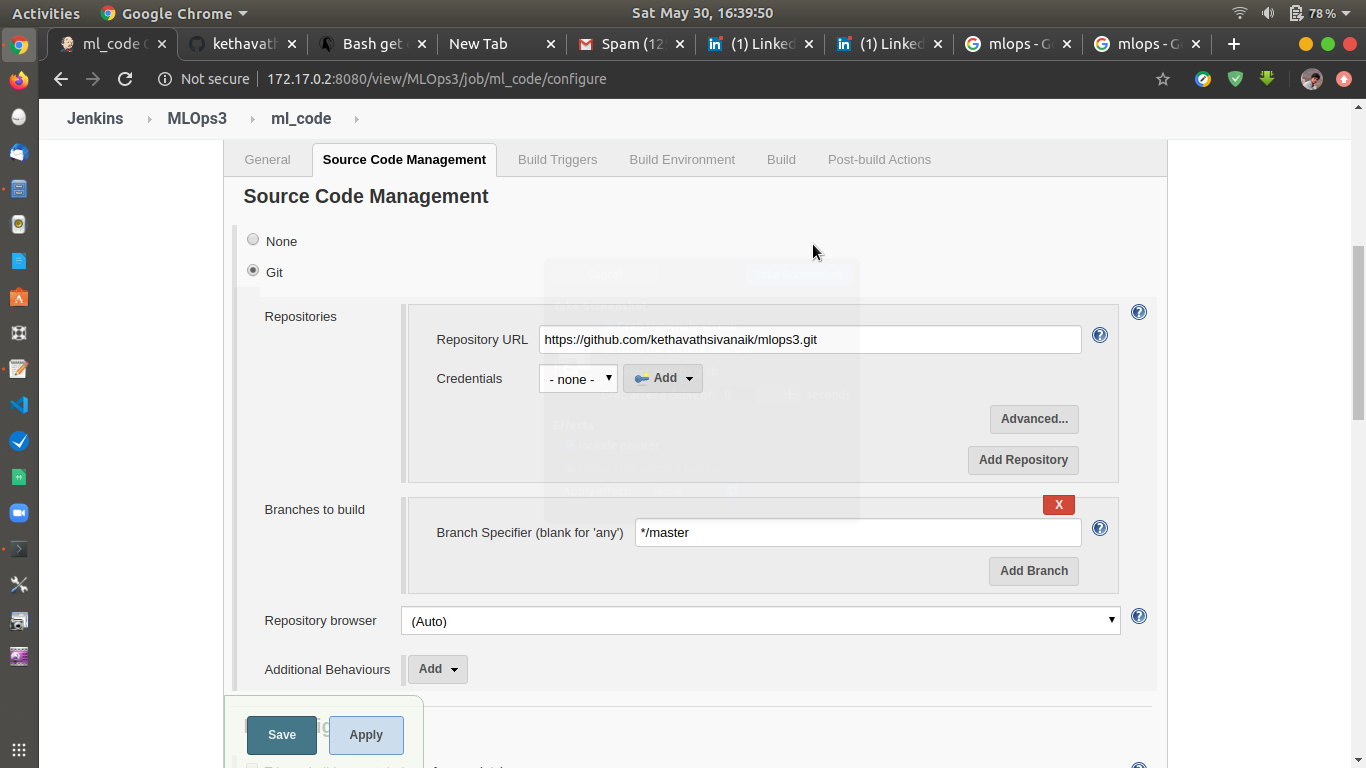 Activities Google Chrome Sat May 30, 16:39:50 78 %
ml_code C kethavath Bash get New Tab Spam (12 (1) Linked (1) Linked mlops - Go mlops - Go
Not secure 172.17.0.2:8080/view/MLOps3/job/ml_code/configure
Jenkins MLOps3 ml_code
General Source Code Management Build Triggers Build Environment Build Post-build Actions
Source Code Management
None
Git
Repositories
Repository URL https://github.com/kethavathsivanaik/mlops3.git
Credentials - none - Add
Advanced...
Add Repository
Branches to build X
Branch Specifier (blank for 'any') */master
Add Branch
Repository browser (Auto)
Additional Behaviours Add
Save Apply